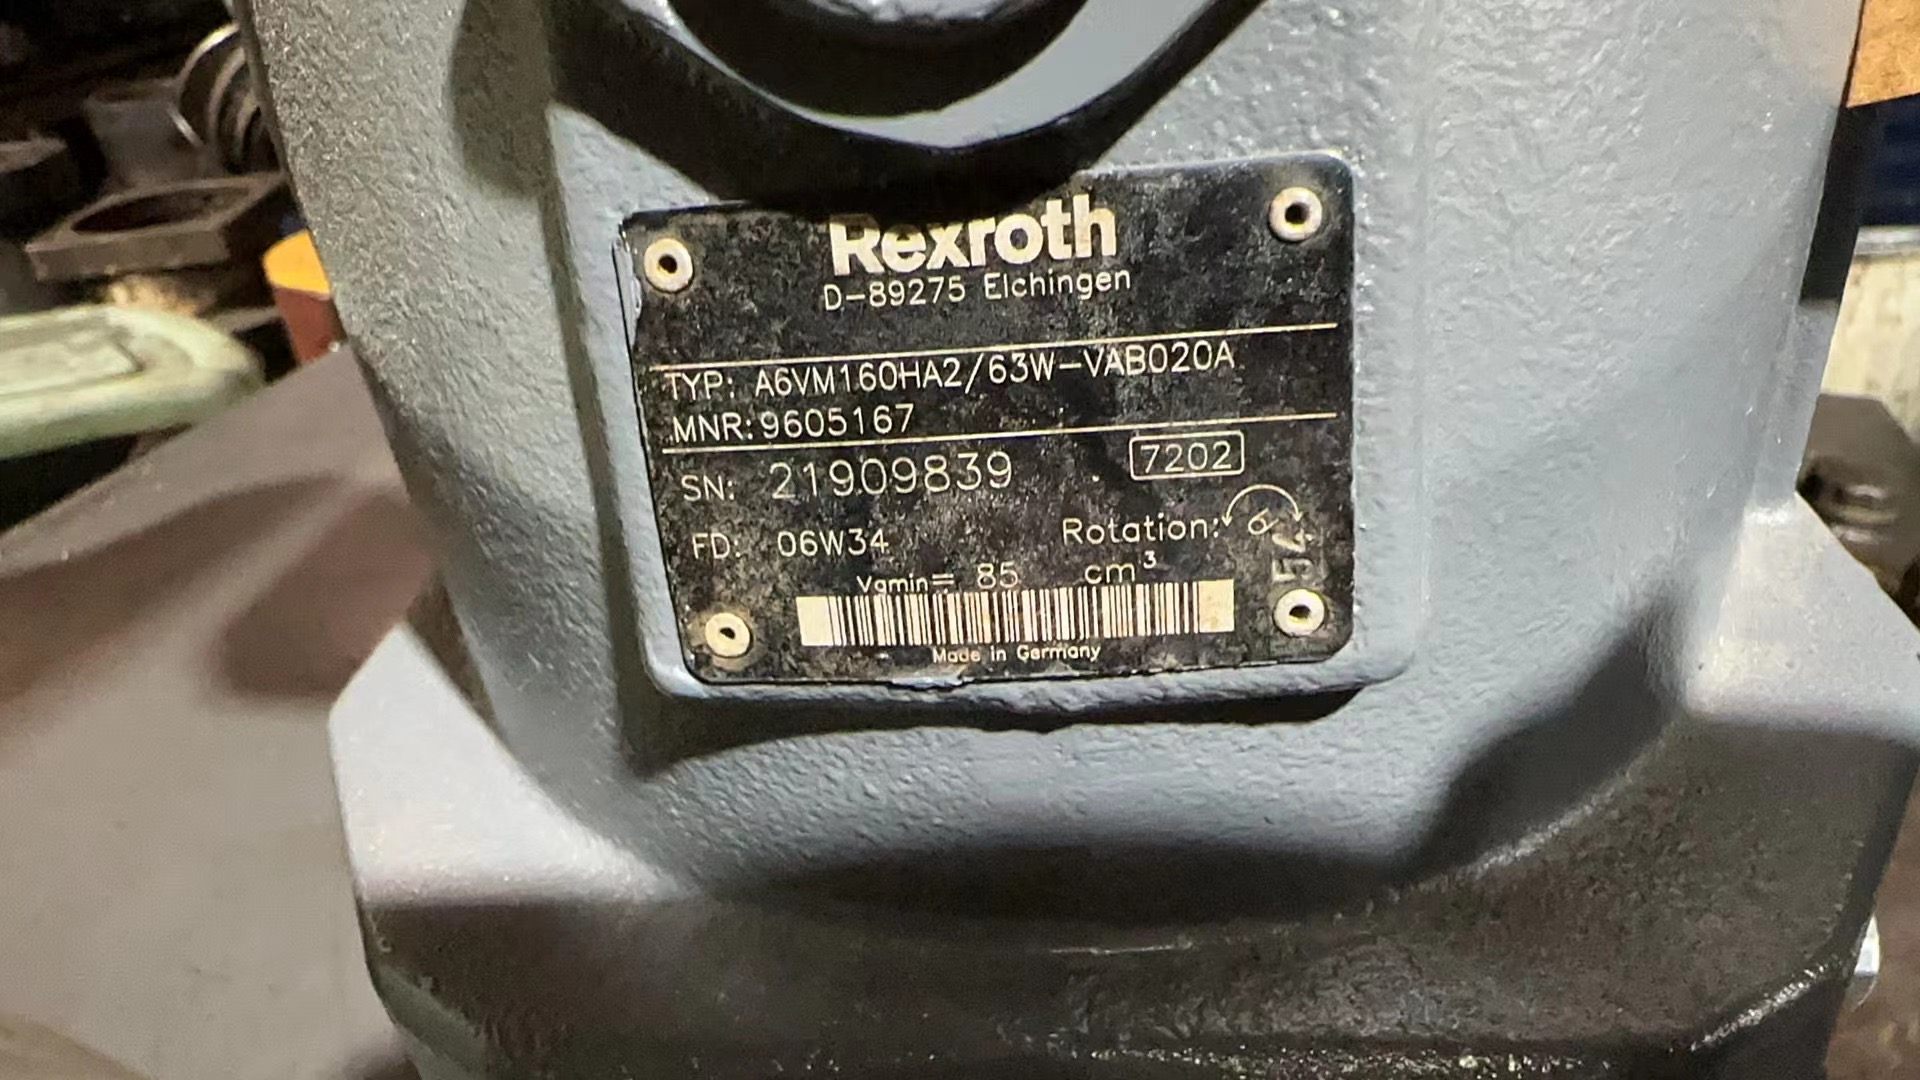 Rexroth
D-89275 Elchingen
TYP: A6VM160HA2/63W-VAB020A
MNR: 9605167
SN: 21909839 7202
FD: 06W34 Rotation:
54
Vgmin= 85 cm³
Made in Germany